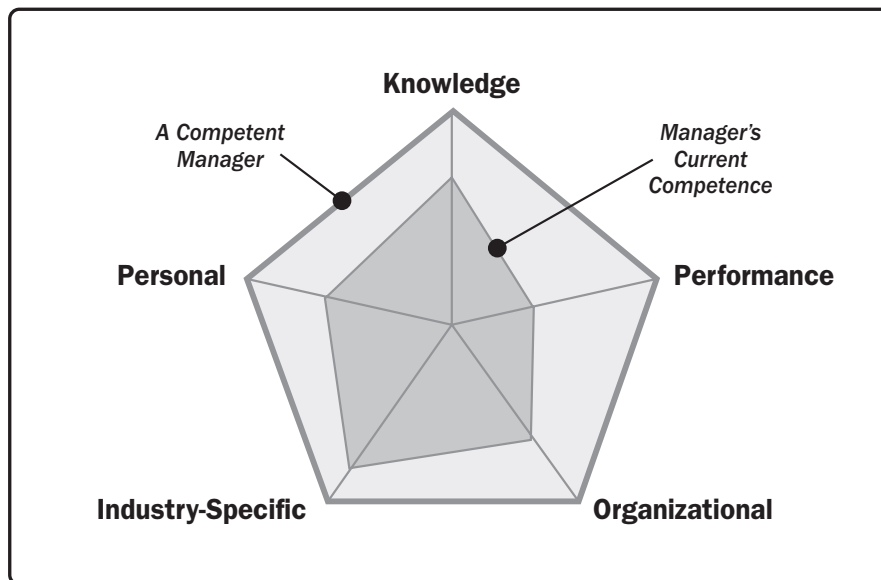 Knowledge
A Competent
Manager
Manager’s
Current
Competence
Personal
Performance
Industry-Specific
Organizational